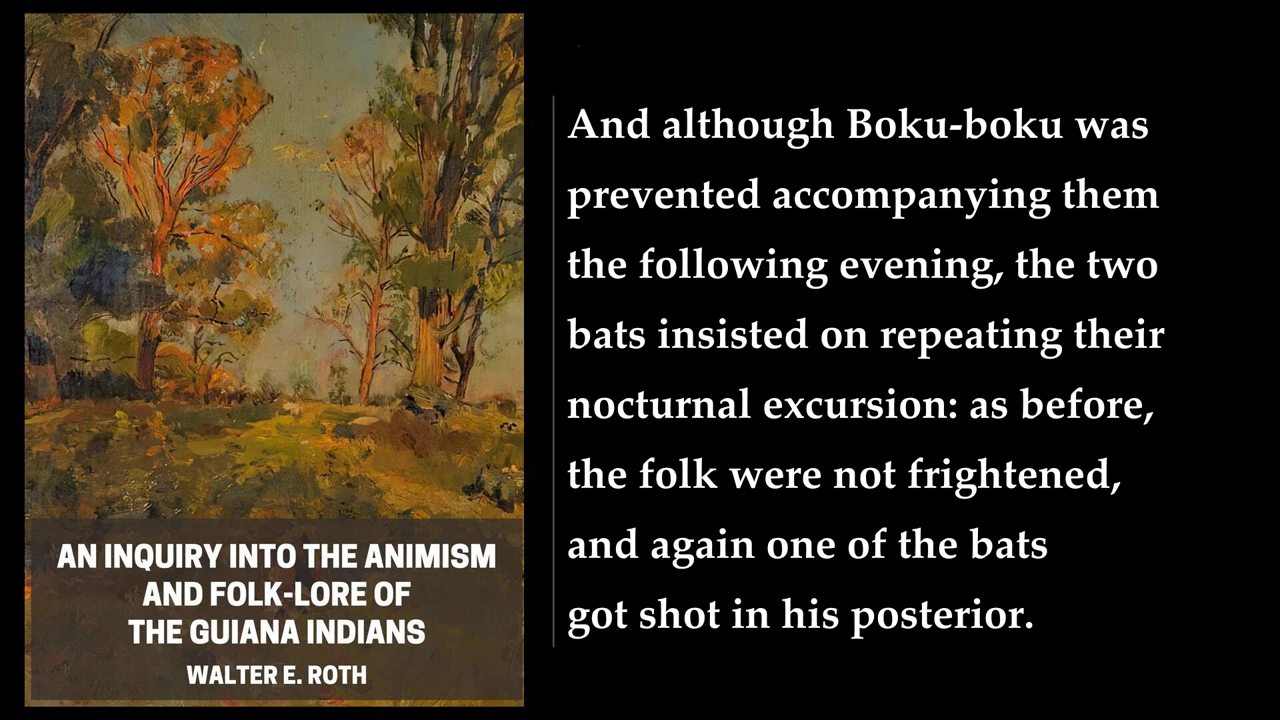 AN INQUIRY INTO THE ANIMISM
AND FOLK-LORE OF
THE GUIANA INDIANS
WALTER E. ROTH
And although Boku-boku was
prevented accompanying them
the following evening, the two
bats insisted on repeating their
nocturnal excursion: as before,
the folk were not frightened,
and again one of the bats
got shot in his posterior.